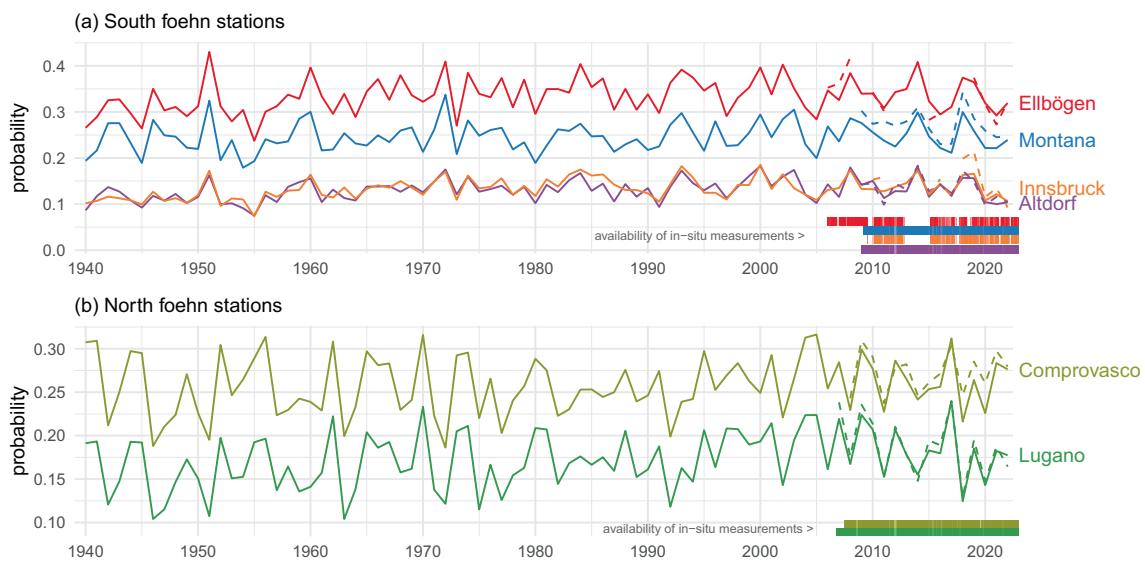 (a) South foehn stations
probability
0.4
0.3
0.2
0.1
0.0
Ellbögen
Montana
Innsbruck
Altdorf
availability of in−situ measurements >
1940 1950 1960 1970 1980 1990 2000 2010 2020
(b) North foehn stations
probability
0.30
0.25
0.20
0.15
0.10
Comprovasco
Lugano
availability of in−situ measurements >
1940 1950 1960 1970 1980 1990 2000 2010 2020